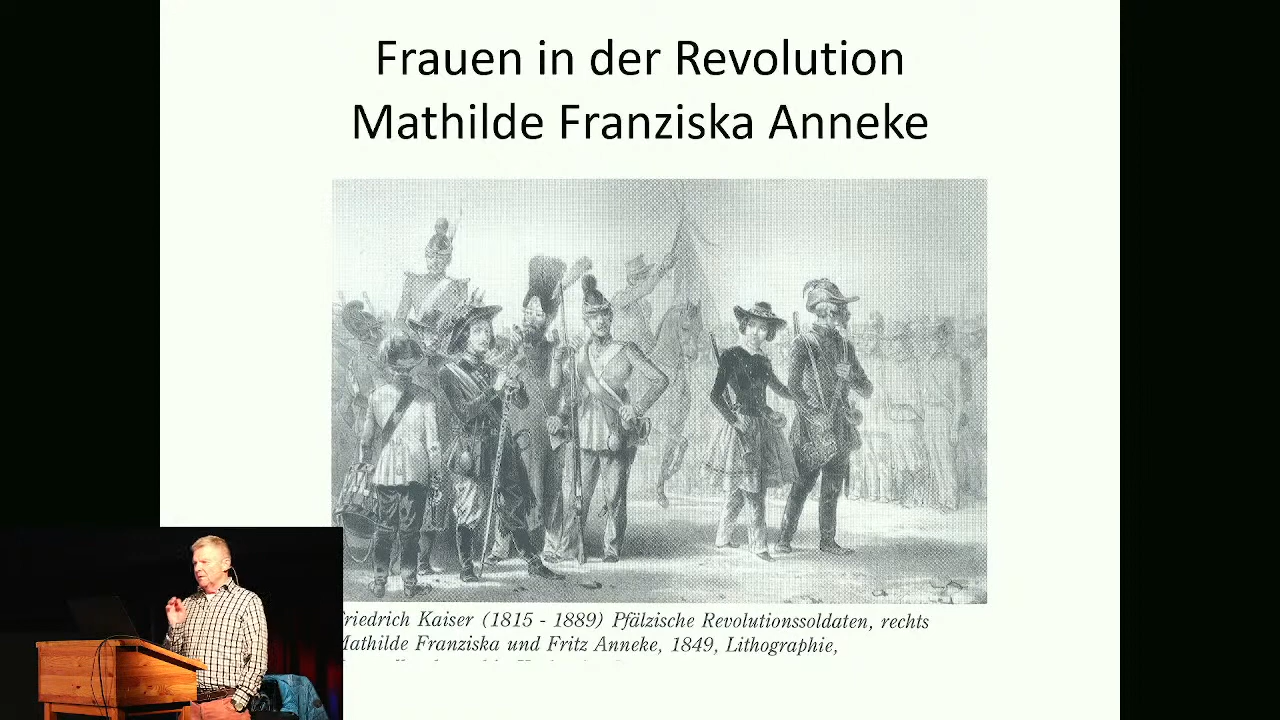 Frauen in der Revolution
Mathilde Franziska Anneke
Friedrich Kaiser (1815 - 1889) Pfälzische Revolutionssoldaten, rechts
Mathilde Franziska und Fritz Anneke, 1849, Lithographie,